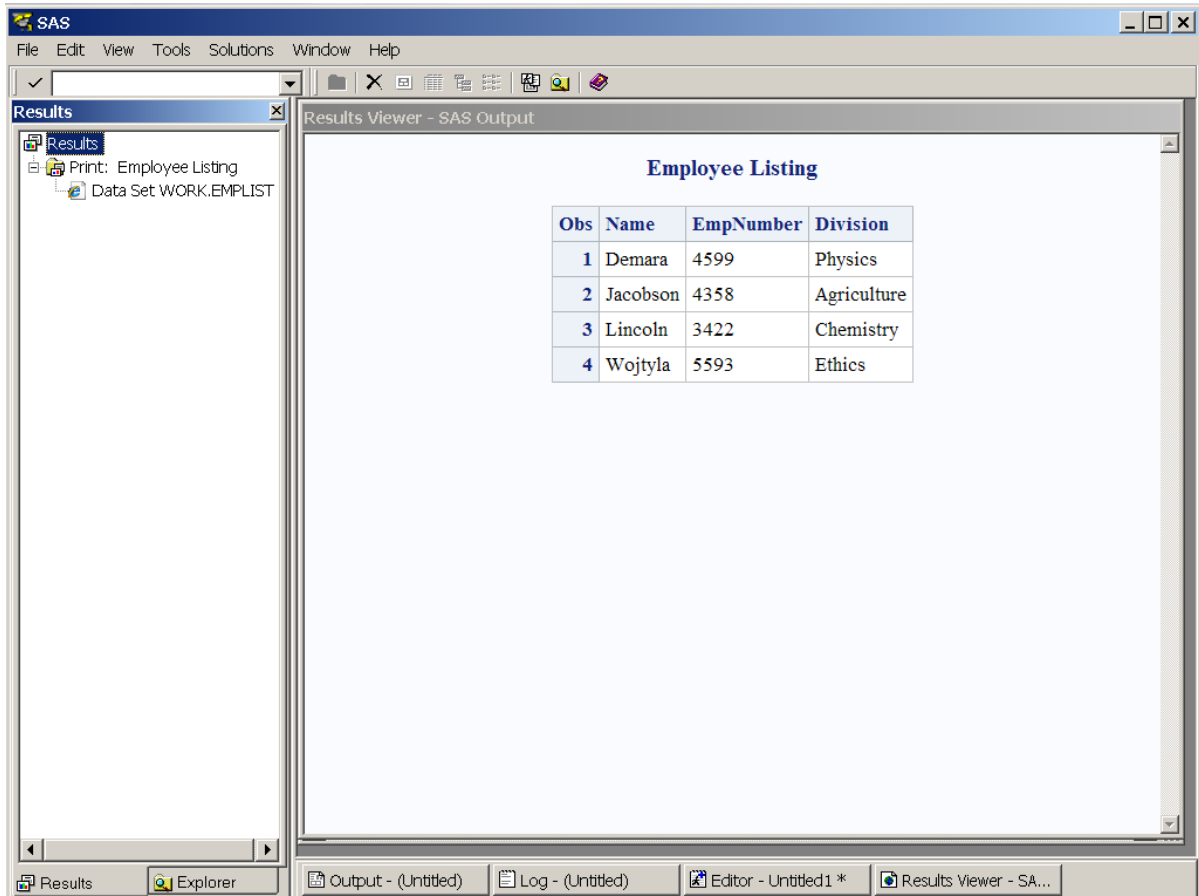 SAS
File Edit View Tools Solutions Window Help
Results
Results Viewer - SAS Output
Results
Print: Employee Listing
Data Set WORK.EMPLIST
Employee Listing
Obs Name EmpNumber Division
1 Demara 4599 Physics
2 Jacobson 4358 Agriculture
3 Lincoln 3422 Chemistry
4 Wojtyla 5593 Ethics
Results Explorer Output - (Untitled) Log - (Untitled) Editor - Untitled1 * Results Viewer - SA...